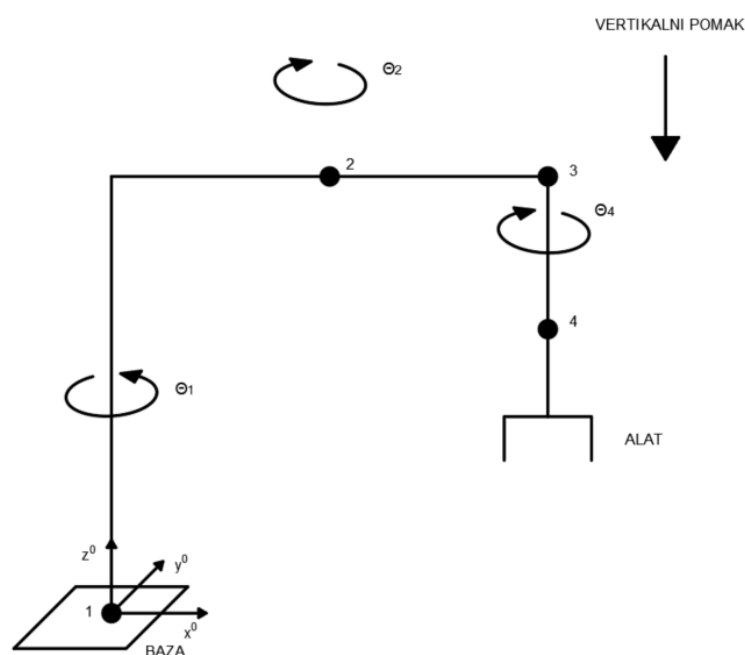 VERTIKALNI POMAK
Θ2
2
3
Θ4
4
Θ1
ALAT
z⁰
y⁰
1
x⁰
BAZA